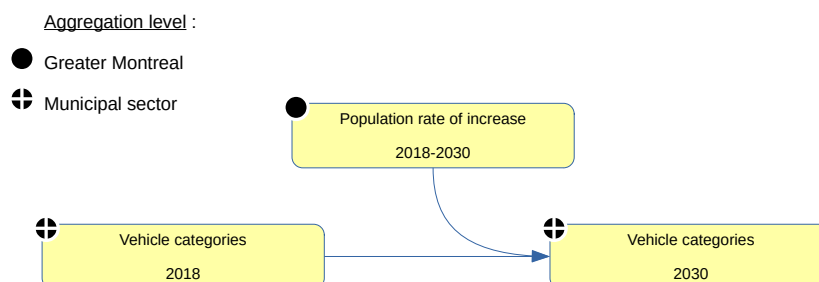 Aggregation level :
Greater Montreal
Municipal sector
Population rate of increase
2018-2030
Vehicle categories
2018
Vehicle categories
2030